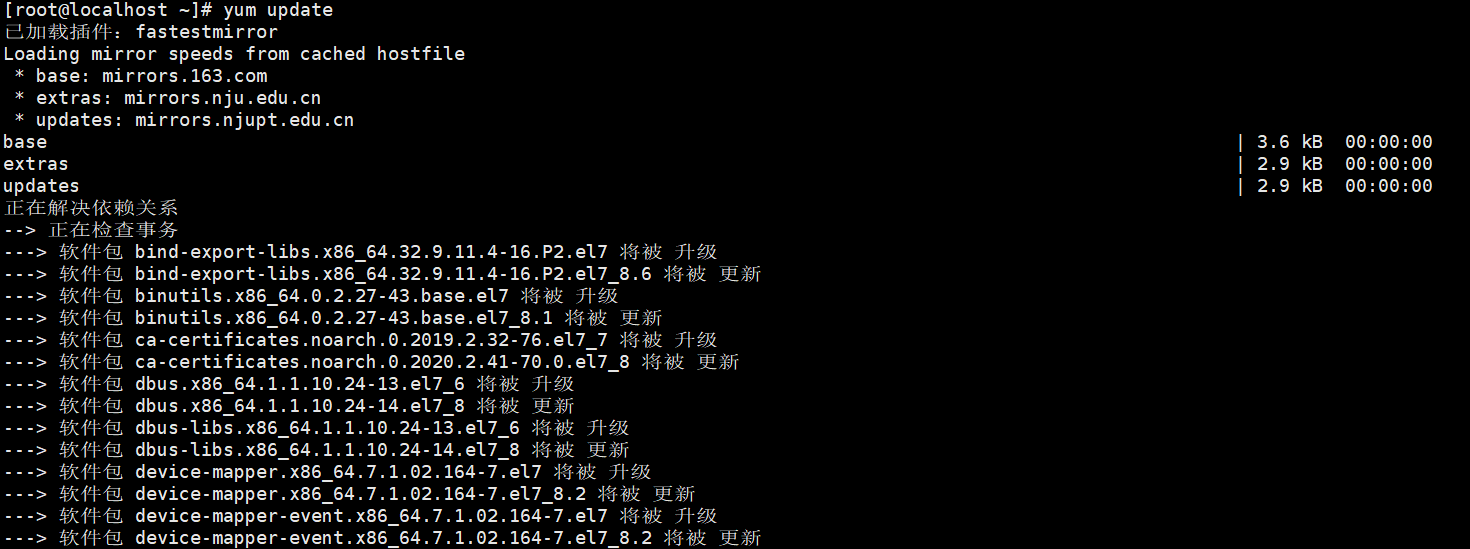 [root@localhost ~]# yum update
已加载插件：fastestmirror
Loading mirror speeds from cached hostfile
 * base: mirrors.163.com
 * extras: mirrors.nju.edu.cn
 * updates: mirrors.njupt.edu.cn
base | 3.6 kB 00:00:00
extras | 2.9 kB 00:00:00
updates | 2.9 kB 00:00:00
正在解决依赖关系
--> 正在检查事务
---> 软件包 bind-export-libs.x86_64.32.9.11.4-16.P2.el7 将被 升级
---> 软件包 bind-export-libs.x86_64.32.9.11.4-16.P2.el7_8.6 将被 更新
---> 软件包 binutils.x86_64.0.2.27-43.base.el7 将被 升级
---> 软件包 binutils.x86_64.0.2.27-43.base.el7_8.1 将被 更新
---> 软件包 ca-certificates.noarch.0.2019.2.32-76.el7_7 将被 升级
---> 软件包 ca-certificates.noarch.0.2020.2.41-70.0.el7_8 将被 更新
---> 软件包 dbus.x86_64.1.1.10.24-13.el7_6 将被 升级
---> 软件包 dbus.x86_64.1.1.10.24-14.el7_8 将被 更新
---> 软件包 dbus-libs.x86_64.1.1.10.24-13.el7_6 将被 升级
---> 软件包 dbus-libs.x86_64.1.1.10.24-14.el7_8 将被 更新
---> 软件包 device-mapper.x86_64.7.1.02.164-7.el7 将被 升级
---> 软件包 device-mapper.x86_64.7.1.02.164-7.el7_8.2 将被 更新
---> 软件包 device-mapper-event.x86_64.7.1.02.164-7.el7 将被 升级
---> 软件包 device-mapper-event.x86_64.7.1.02.164-7.el7_8.2 将被 更新